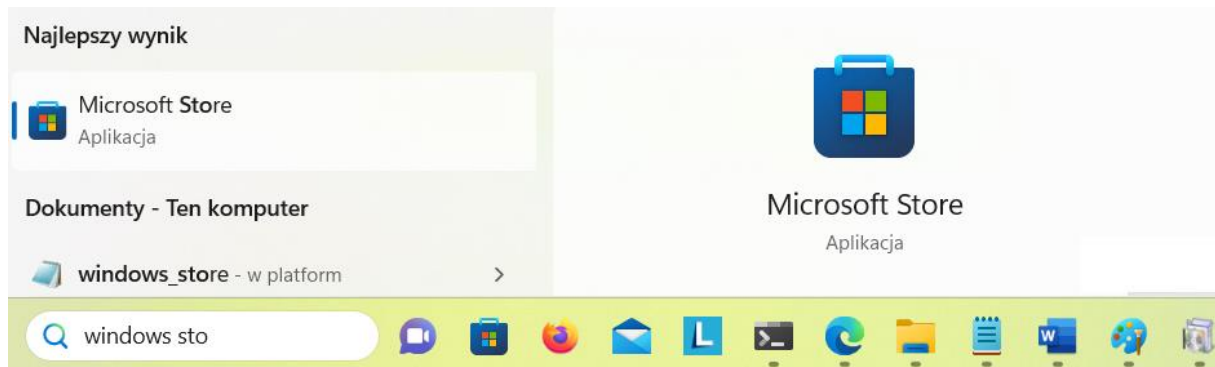 Najlepszy wynik
Microsoft Store
Aplikacja
Dokumenty - Ten komputer
windows_store - w platform
Microsoft Store
Aplikacja
windows sto